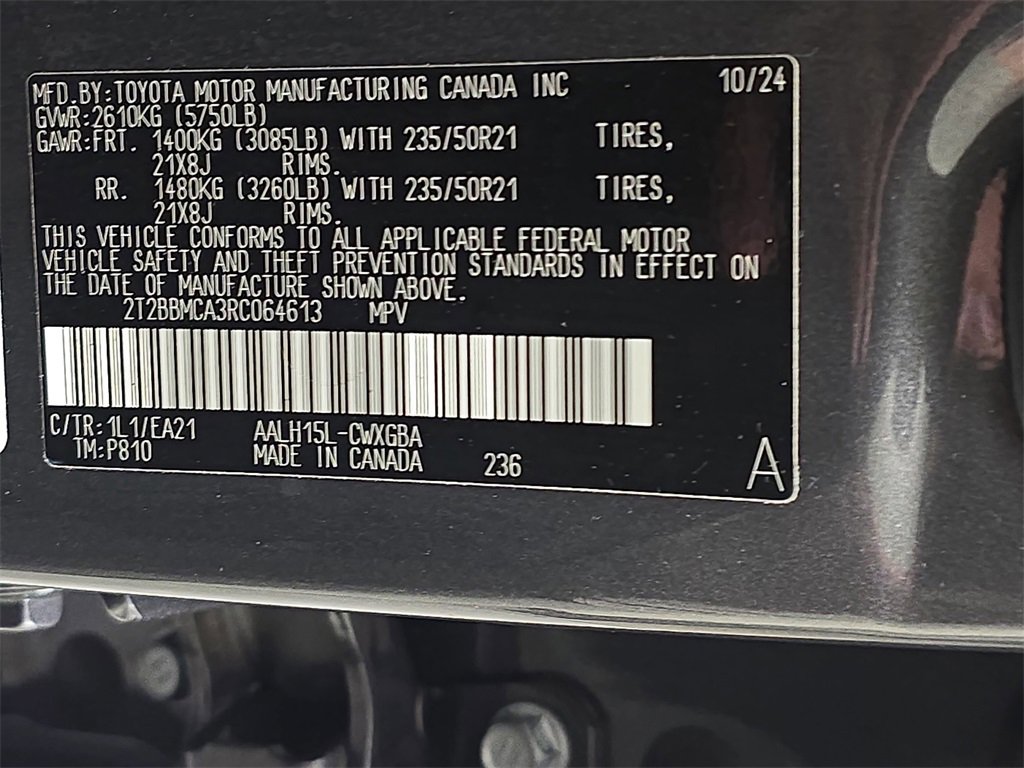 MFD.BY:TOYOTA MOTOR MANUFACTURING CANADA INC 10/24
GVWR:2610KG (5750LB)
GAWR:FRT. 1400KG (3085LB) WITH 235/50R21 TIRES,
21X8J RIMS.
RR. 1480KG (3260LB) WITH 235/50R21 TIRES,
21X8J RIMS.
THIS VEHICLE CONFORMS TO ALL APPLICABLE FEDERAL MOTOR
VEHICLE SAFETY AND THEFT PREVENTION STANDARDS IN EFFECT ON
THE DATE OF MANUFACTURE SHOWN ABOVE.
2T2BBMCA3RC064613 MPV
C/TR:1L1/EA21 AALH15L-CWXGBA
TM:P810 MADE IN CANADA 236 A